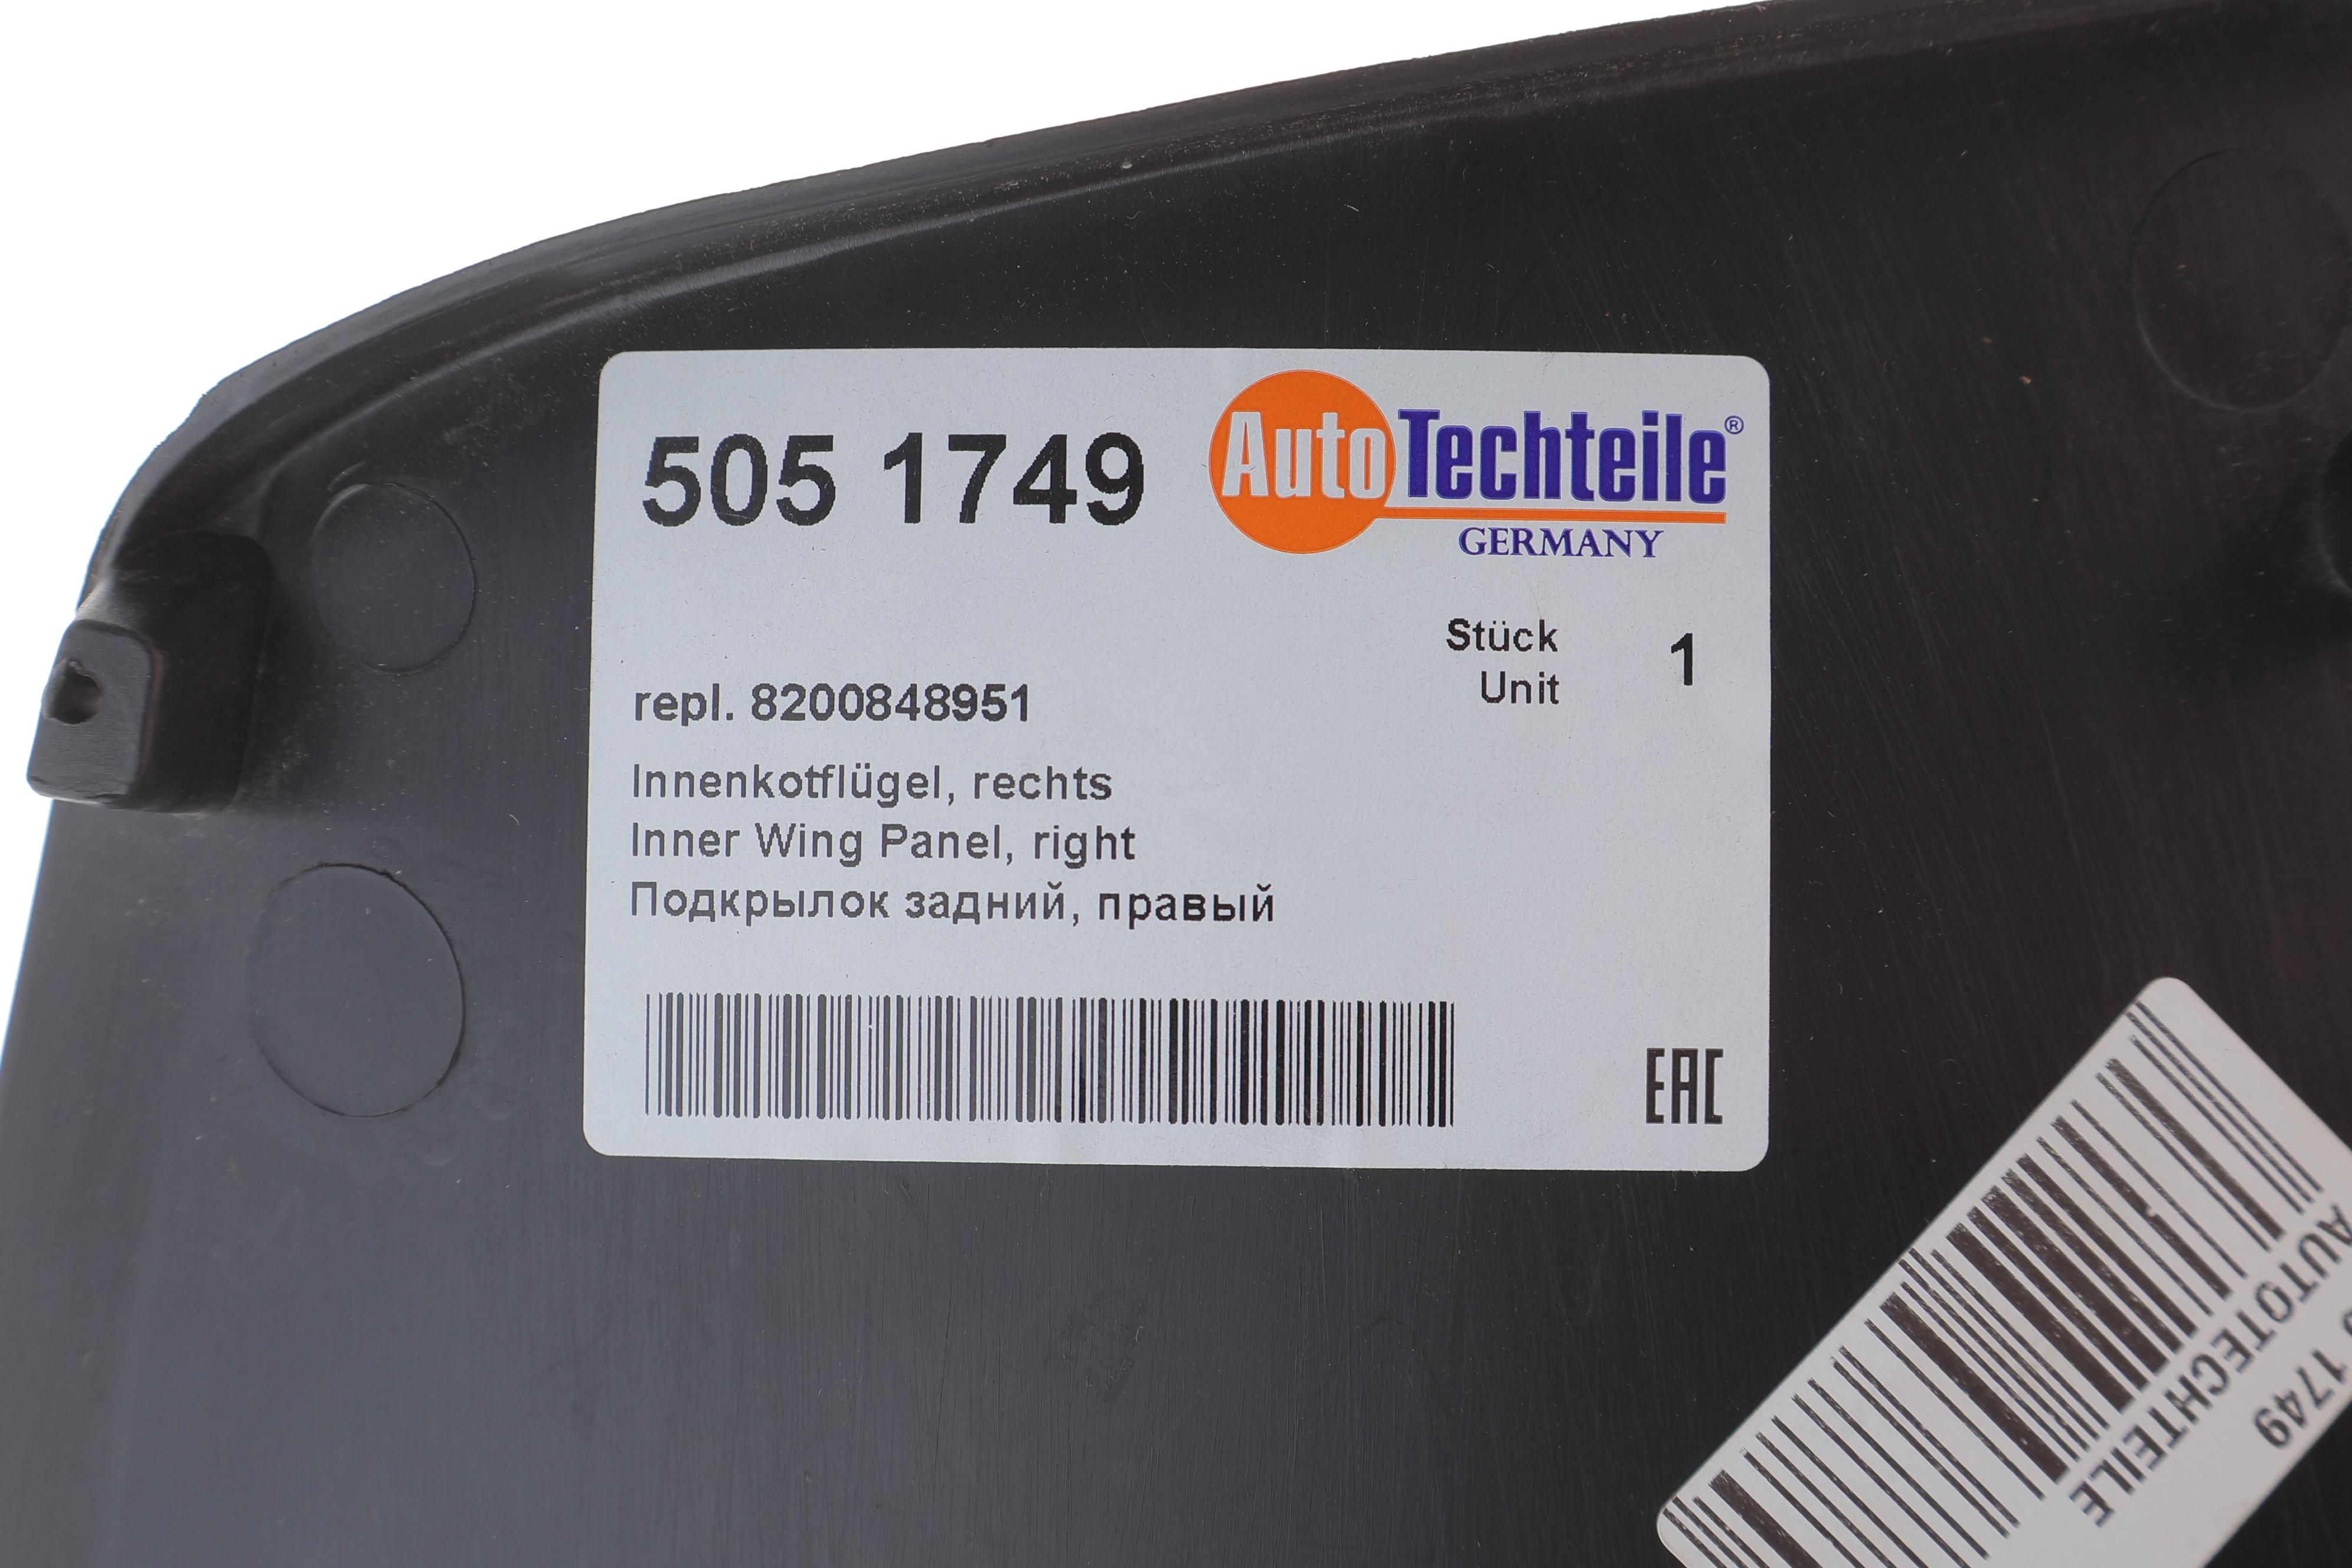 505 1749
AutoTechteile®
GERMANY
Stück 1
Unit
repl. 8200848951
Innenkotflügel, rechts
Inner Wing Panel, right
Подкрылок задний, правый
EAC
AUTOTECHTEILE
1749